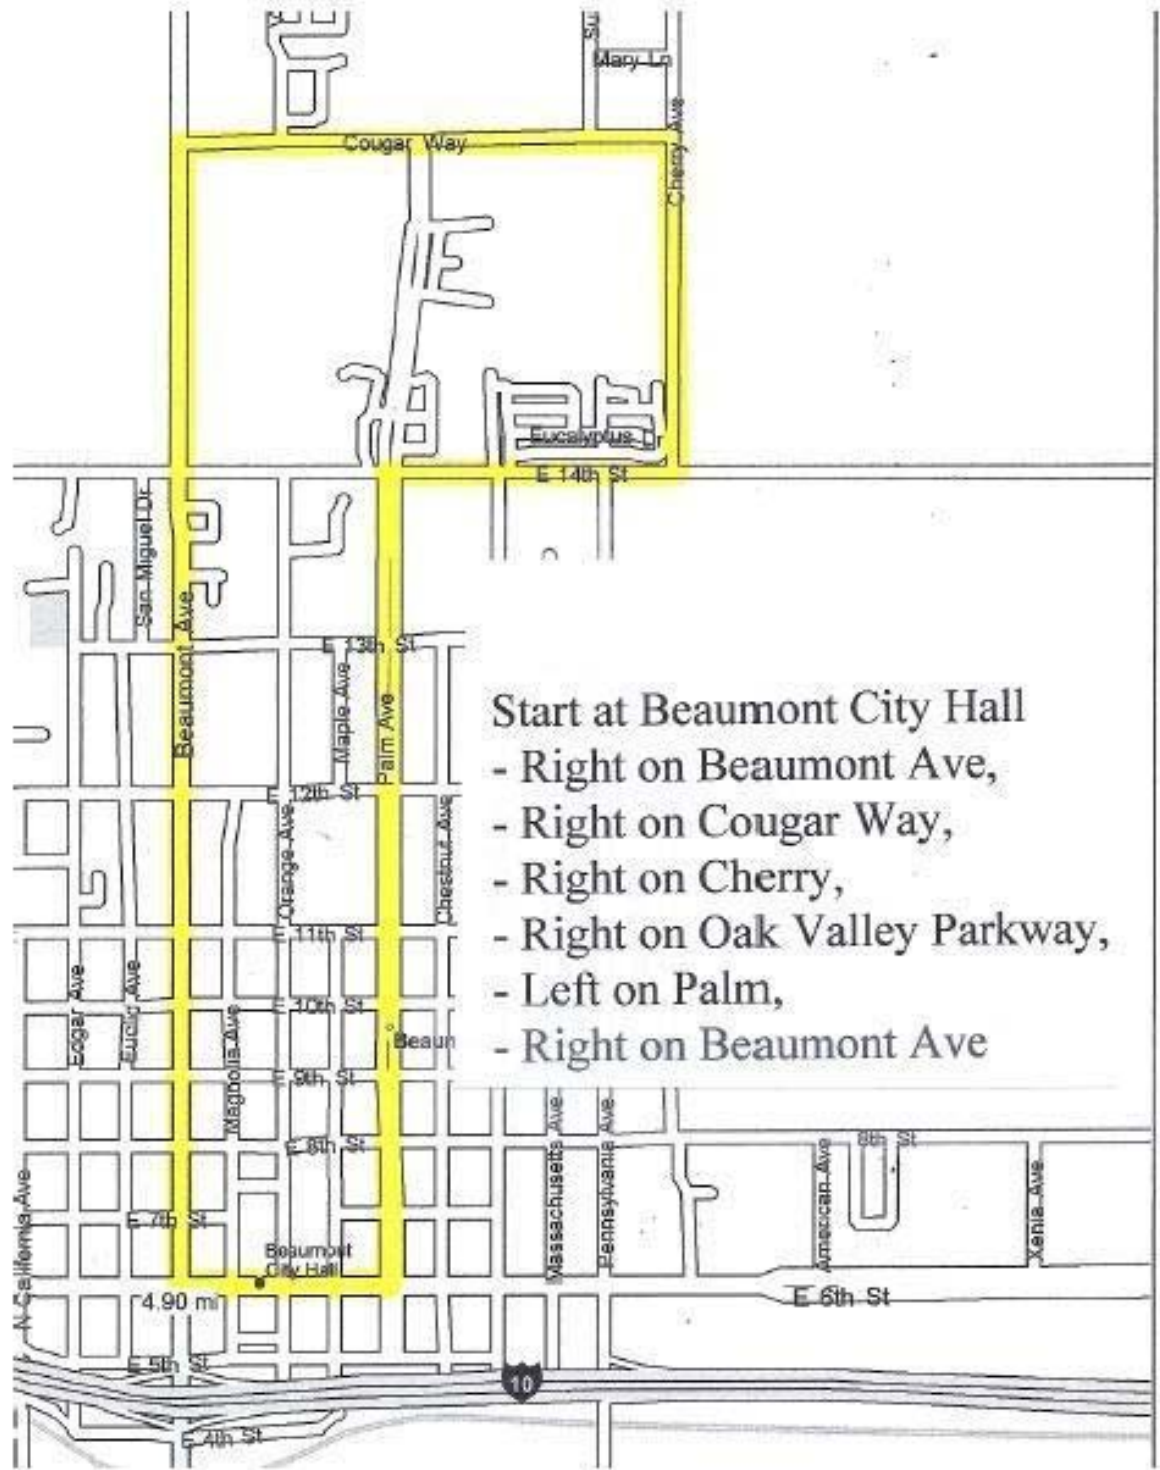 Su
Mary Ln
Cougar Way
Cherry Ave
Eucalyptus Dr
E 14th St
San Miguel Dr
Beaumont Ave
E 13th St
Maple Ave
Palm Ave
Start at Beaumont City Hall
- Right on Beaumont Ave,
- Right on Cougar Way,
- Right on Cherry,
- Right on Oak Valley Parkway,
- Left on Palm,
- Right on Beaumont Ave
E 12th St
Orange Ave
Chestnut Ave
E 11th St
Edgar Ave
Euclid Ave
E 10th St
Magnolia Ave
Beaun
E 9th St
E 8th St
Massachusetts Ave
Pennsylvania Ave
American Ave
8th St
Xenia Ave
N California Ave
E 7th St
Beaumont
City Hall
4.90 mi
E 6th St
E 5th St
10
E 4th St